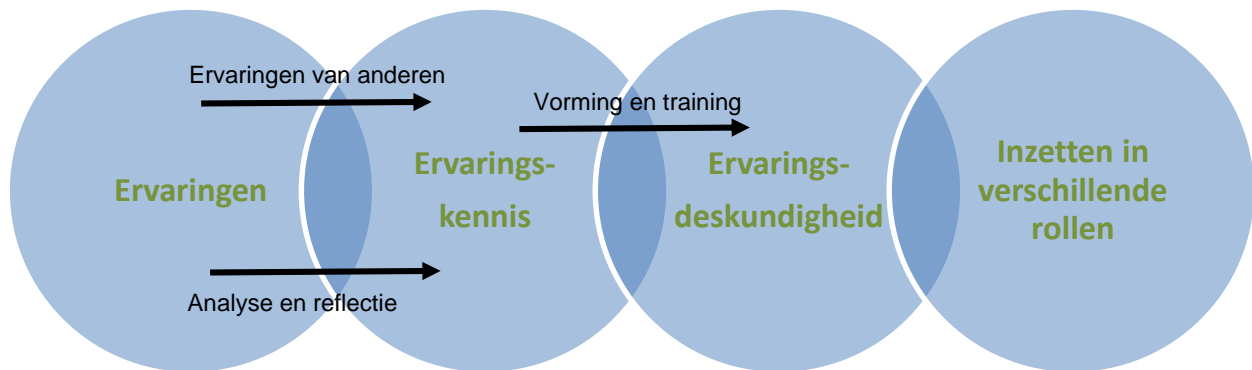 Ervaringen van anderen
Ervaringen
Analyse en reflectie
Ervarings-
kennis
Vorming en training
Ervarings-
deskundigheid
Inzetten in
verschillende
rollen